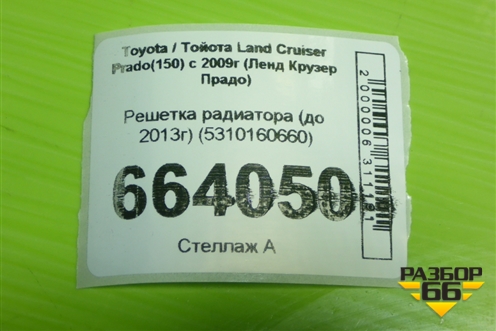 Toyota / Тойота Land Cruiser
Prado(150) с 2009г (Ленд Крузер
Прадо)
Решетка радиатора (до
2013г) (5310160660)
664050
Стеллаж А
РАЗБОР
66